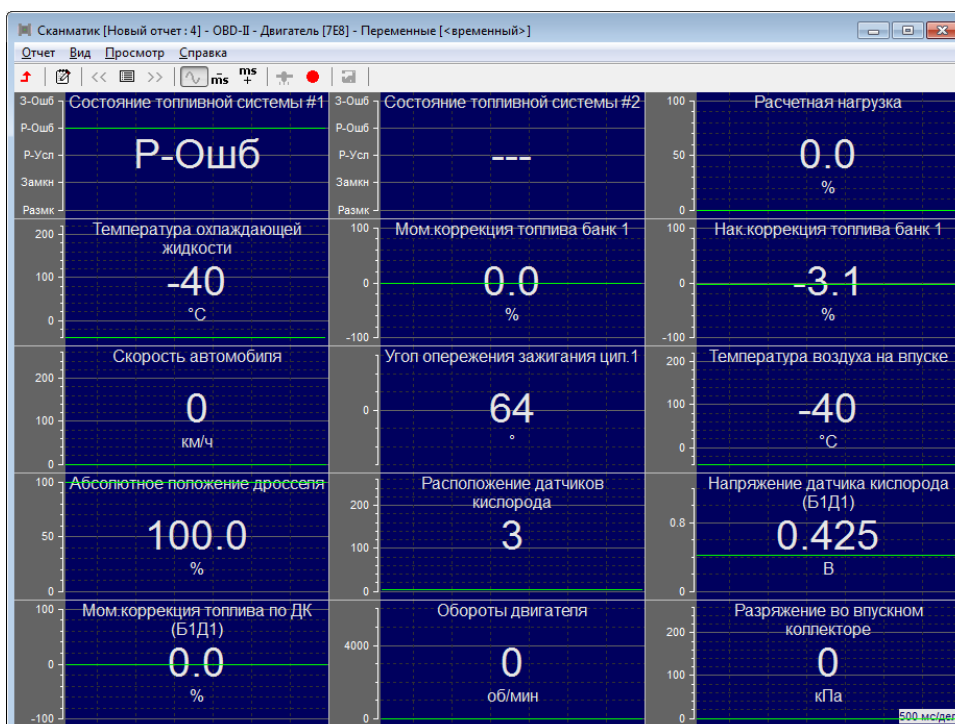 Сканматик [Новый отчет : 4] - OBD-II - Двигатель [7E8] - Переменные [<временный>]
Отчет Вид Просмотр Справка
<< >> ms ms +
З-Ошб
Р-Ошб
Р-Усл
Замкн
Размк
Состояние топливной системы #1
Р-Ошб
З-Ошб
Р-Ошб
Р-Усл
Замкн
Размк
Состояние топливной системы #2
---
100
50
0
Расчетная нагрузка
0.0
%
200
100
0
Температура охлаждающей
жидкости
-40
°C
100
0
-100
Мом.коррекция топлива банк 1
0.0
%
100
0
-100
Нак.коррекция топлива банк 1
-3.1
%
200
100
0
Скорость автомобиля
0
км/ч
0
Угол опережения зажигания цил.1
64
°
200
100
0
Температура воздуха на впуске
-40
°C
100
50
0
Абсолютное положение дросселя
100.0
%
200
100
0
Расположение датчиков
кислорода
3
0.8
0
Напряжение датчика кислорода
(Б1Д1)
0.425
В
100
0
-100
Мом.коррекция топлива по ДК
(Б1Д1)
0.0
%
4000
0
Обороты двигателя
0
об/мин
200
100
0
Разряжение во впускном
коллекторе
0
кПа
500 мс/дел